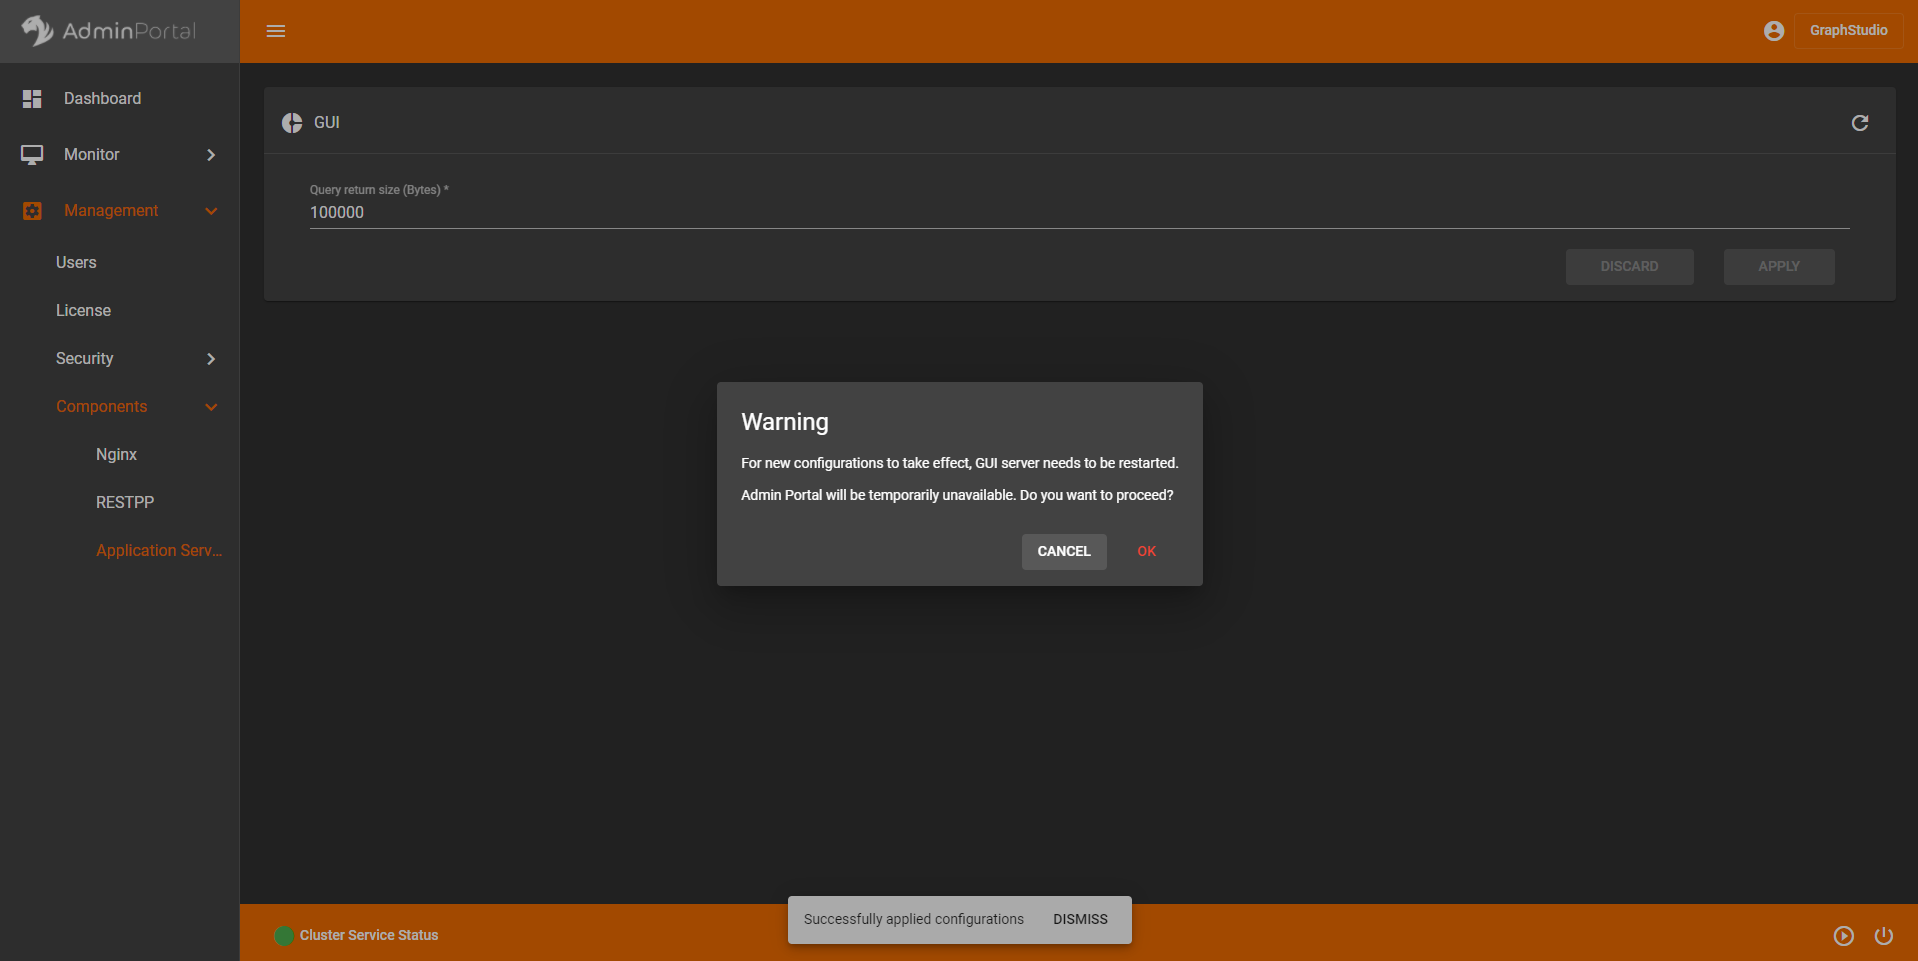 AdminPortal
GraphStudio
Dashboard
Monitor
Management
Users
License
Security
Components
Nginx
RESTPP
Application Serv...
GUI
Query return size (Bytes) *
100000
DISCARD
APPLY
Warning
For new configurations to take effect, GUI server needs to be restarted.
Admin Portal will be temporarily unavailable. Do you want to proceed?
CANCEL
OK
Successfully applied configurations
DISMISS
Cluster Service Status